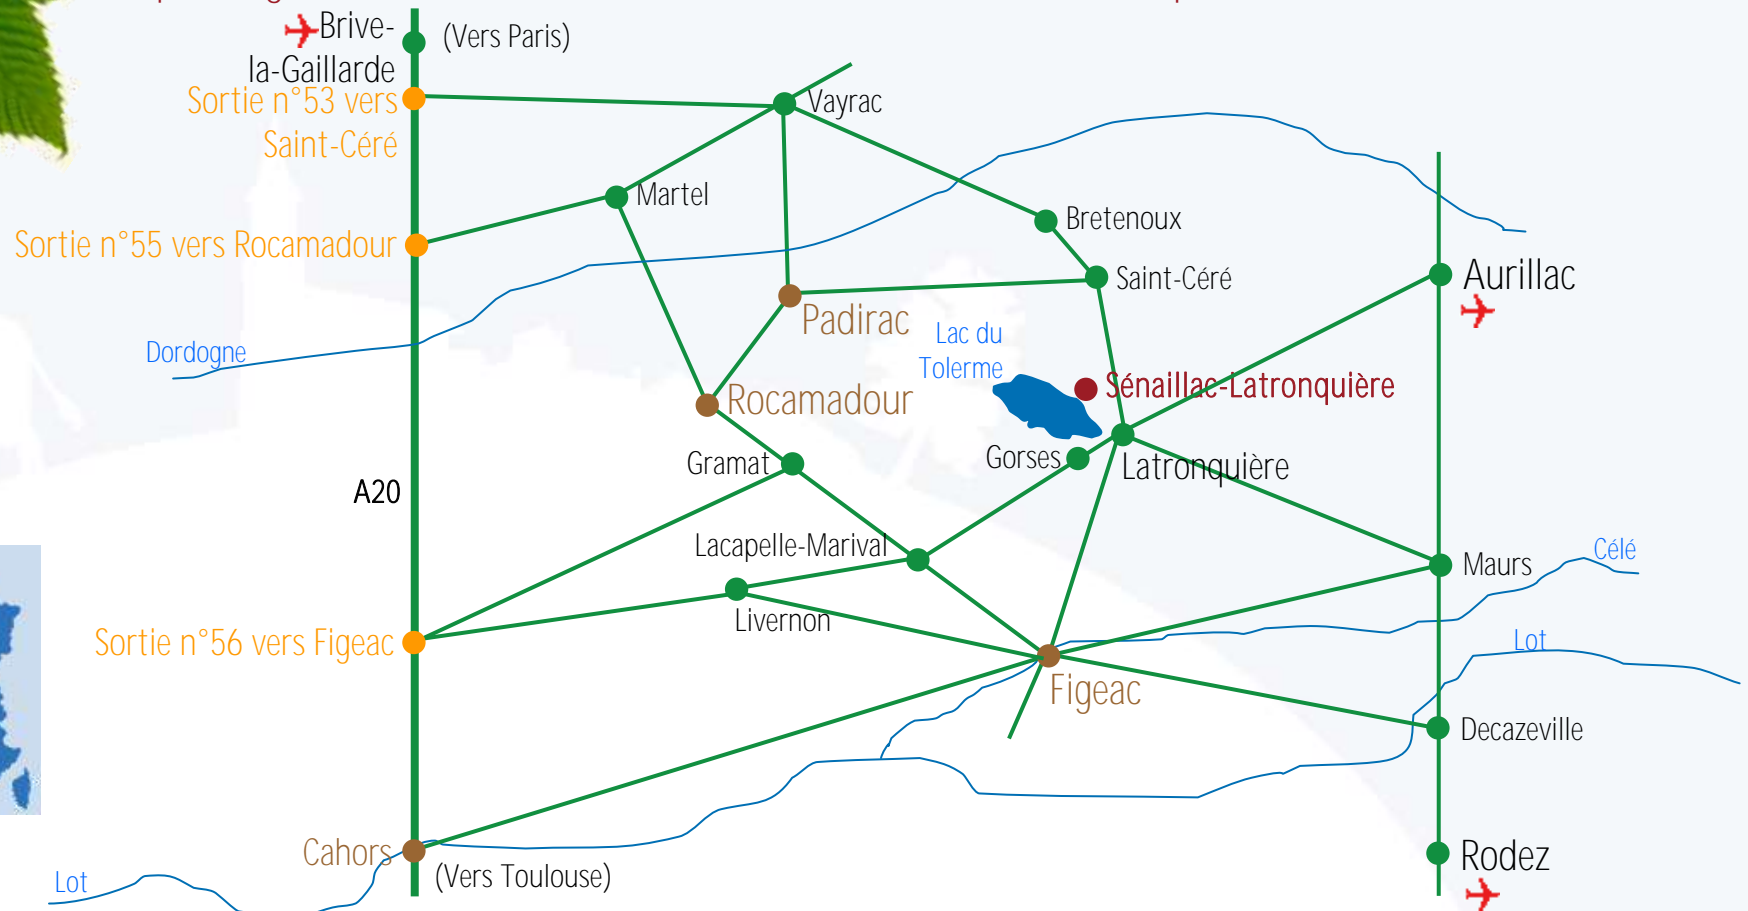 Brive-
la-Gaillarde
(Vers Paris)
Sortie n°53 vers
Saint-Céré
Vayrac
Martel
Bretenoux
Sortie n°55 vers Rocamadour
Saint-Céré
Aurillac
Padirac
Lac du
Tolerme
Dordogne
Sénaillac-Latronquière
Rocamadour
Gramat
Gorses
Latronquière
A20
Lacapelle-Marival
Célé
Maurs
Livernon
Sortie n°56 vers Figeac
Lot
Figeac
Decazeville
Cahors
(Vers Toulouse)
Rodez
Lot